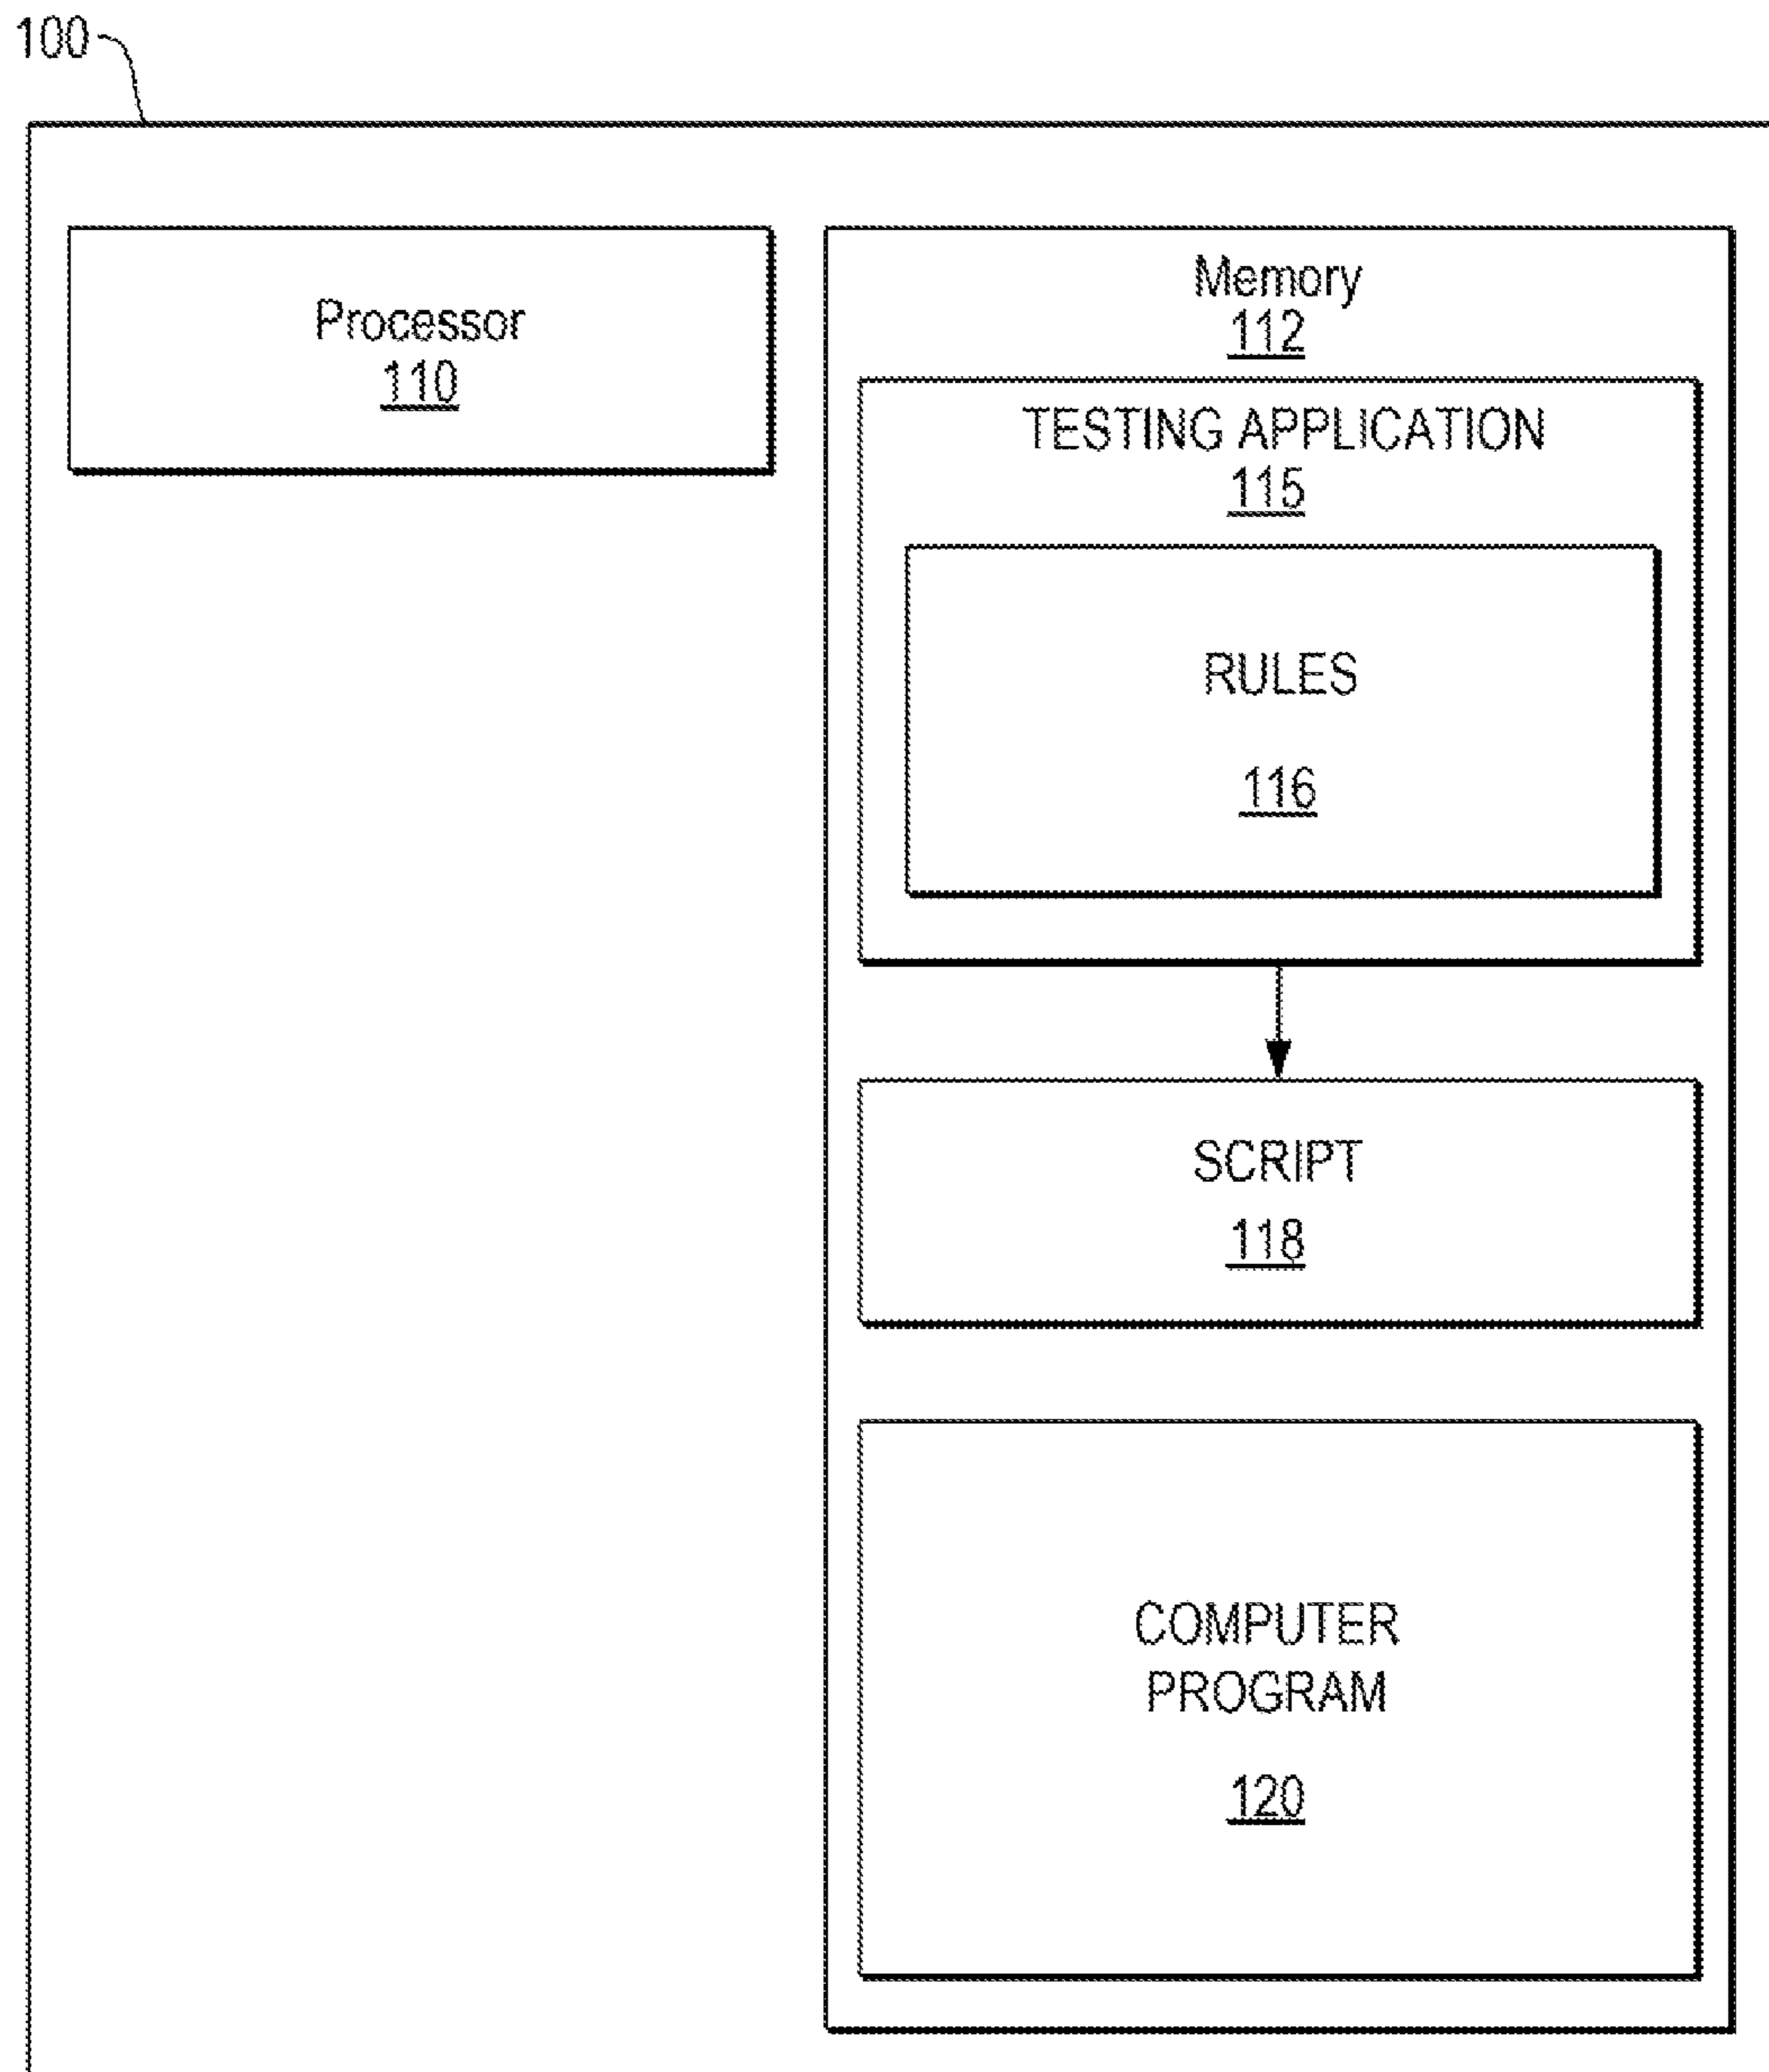 100
Processor
110
Memory
112
TESTING APPLICATION
115
RULES
116
SCRIPT
118
COMPUTER
PROGRAM
120